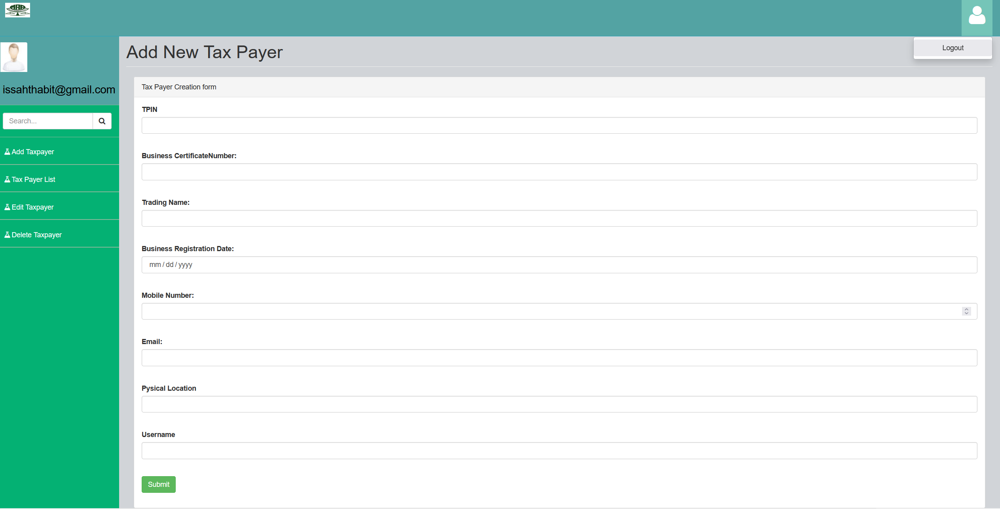 MRA
Logout
issahthabit@gmail.com
Search...
Add Taxpayer
Tax Payer List
Edit Taxpayer
Delete Taxpayer
Add New Tax Payer
Tax Payer Creation form
TPIN
Business CertificateNumber:
Trading Name:
Business Registration Date:
mm / dd / yyyy
Mobile Number:
Email:
Pysical Location
Username
Submit